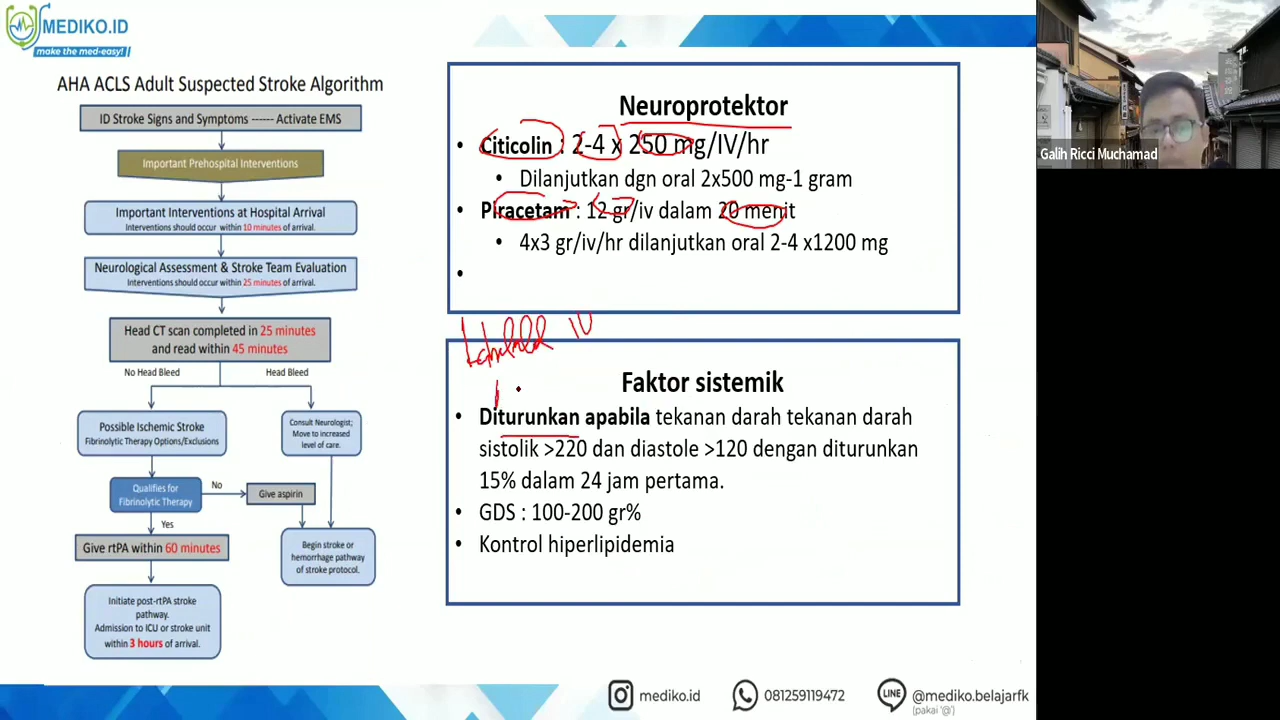 MEDIKO.ID
make the med-easy!
AHA ACLS Adult Suspected Stroke Algorithm
ID Stroke Signs and Symptoms ------ Activate EMS
Important Prehospital Interventions
Important Interventions at Hospital Arrival
Interventions should occur within 10 minutes of arrival.
Neurological Assessment & Stroke Team Evaluation
Interventions should occur within 25 minutes of arrival.
Head CT scan completed in 25 minutes
and read within 45 minutes
No Head Bleed
Head Bleed
Possible Ischemic Stroke
Fibrinolytic Therapy Options/Exclusions
Consult Neurologist;
Move to increased
level of care.
Qualifies for
Fibrinolytic Therapy
No
Give aspirin
Yes
Give rtPA within 60 minutes
Begin stroke or
hemorrhage pathway
of stroke protocol.
Initiate post-rtPA stroke
pathway.
Admission to ICU or stroke unit
within 3 hours of arrival.
Neuroprotektor
• Citicolin : 2-4 x 250 mg/IV/hr
• Dilanjutkan dgn oral 2x500 mg-1 gram
• Piracetam : 12 gr/iv dalam 20 menit
• 4x3 gr/iv/hr dilanjutkan oral 2-4 x1200 mg
•
IV
Faktor sistemik
• Diturunkan apabila tekanan darah tekanan darah
sistolik >220 dan diastole >120 dengan diturunkan
15% dalam 24 jam pertama.
• GDS : 100-200 gr%
• Kontrol hiperlipidemia
mediko.id
081259119472
LINE
@mediko.belajarfk
(pakai '@')
Galih Ricci Muchamad